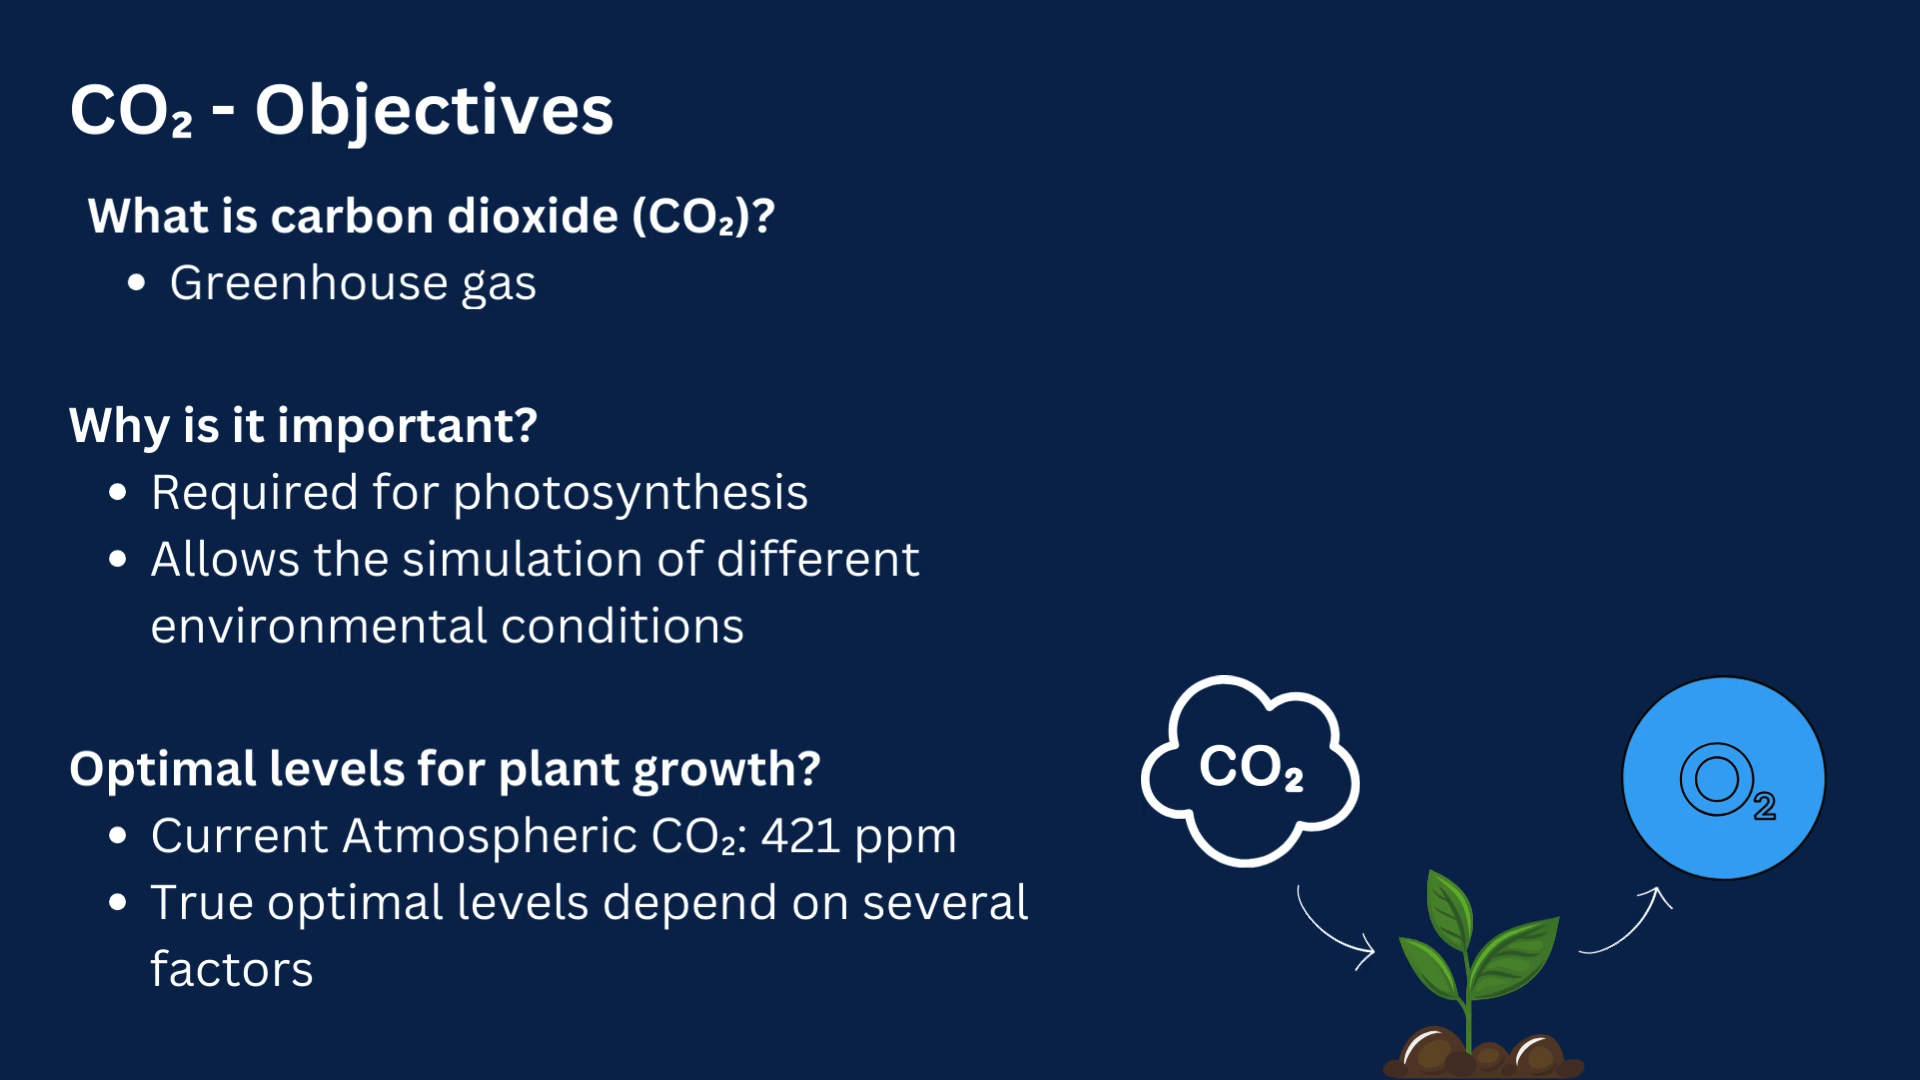 CO₂ - Objectives
What is carbon dioxide (CO₂)?
• Greenhouse gas
Why is it important?
• Required for photosynthesis
• Allows the simulation of different
environmental conditions
Optimal levels for plant growth?
• Current Atmospheric CO₂: 421 ppm
• True optimal levels depend on several
factors
CO₂
O₂